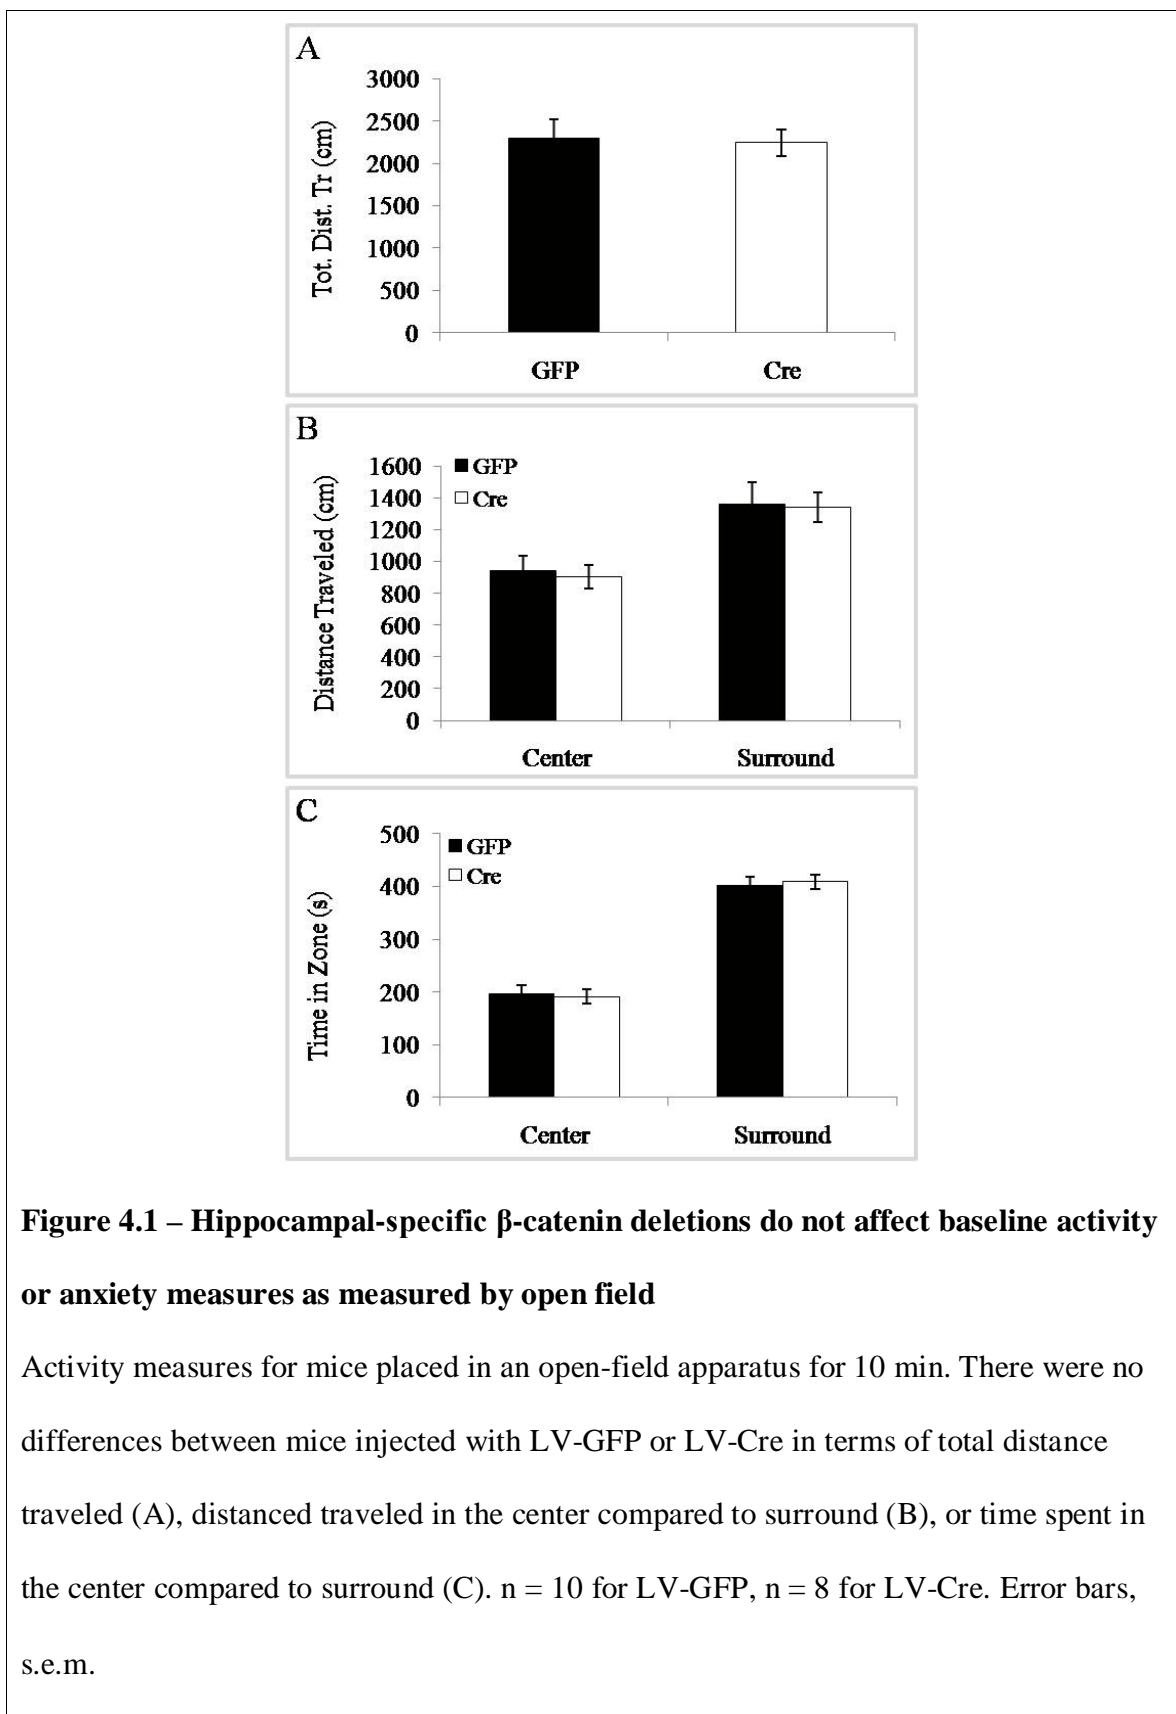 A
3000
2500
2000
1500
1000
500
0
Tot. Dist. Tr (cm)
GFP Cre
B
1600
1400
1200
1000
800
600
400
200
0
Distance Traveled (cm)
GFP
Cre
Center Surround
C
500
400
300
200
100
0
Time in Zone (s)
GFP
Cre
Center Surround
Figure 4.1 – Hippocampal-specific β-catenin deletions do not affect baseline activity
or anxiety measures as measured by open field
Activity measures for mice placed in an open-field apparatus for 10 min. There were no
differences between mice injected with LV-GFP or LV-Cre in terms of total distance
traveled (A), distanced traveled in the center compared to surround (B), or time spent in
the center compared to surround (C). n = 10 for LV-GFP, n = 8 for LV-Cre. Error bars,
s.e.m.